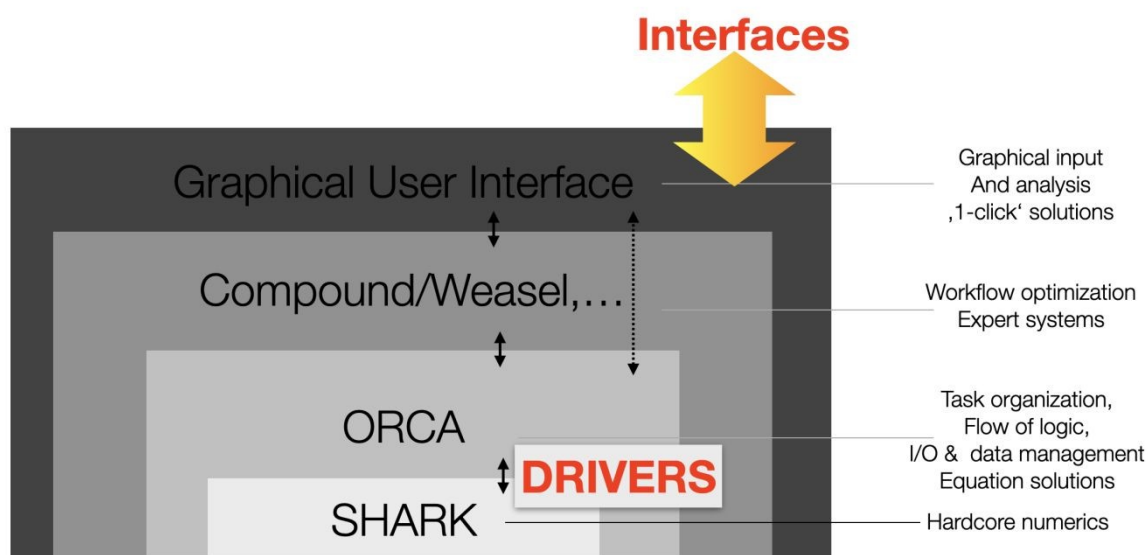 Interfaces
Graphical User Interface
Graphical input
And analysis
‚1-click‘ solutions
Compound/Weasel,…
Workflow optimization
Expert systems
ORCA
Task organization,
Flow of logic,
I/O & data management
Equation solutions
DRIVERS
SHARK
Hardcore numerics